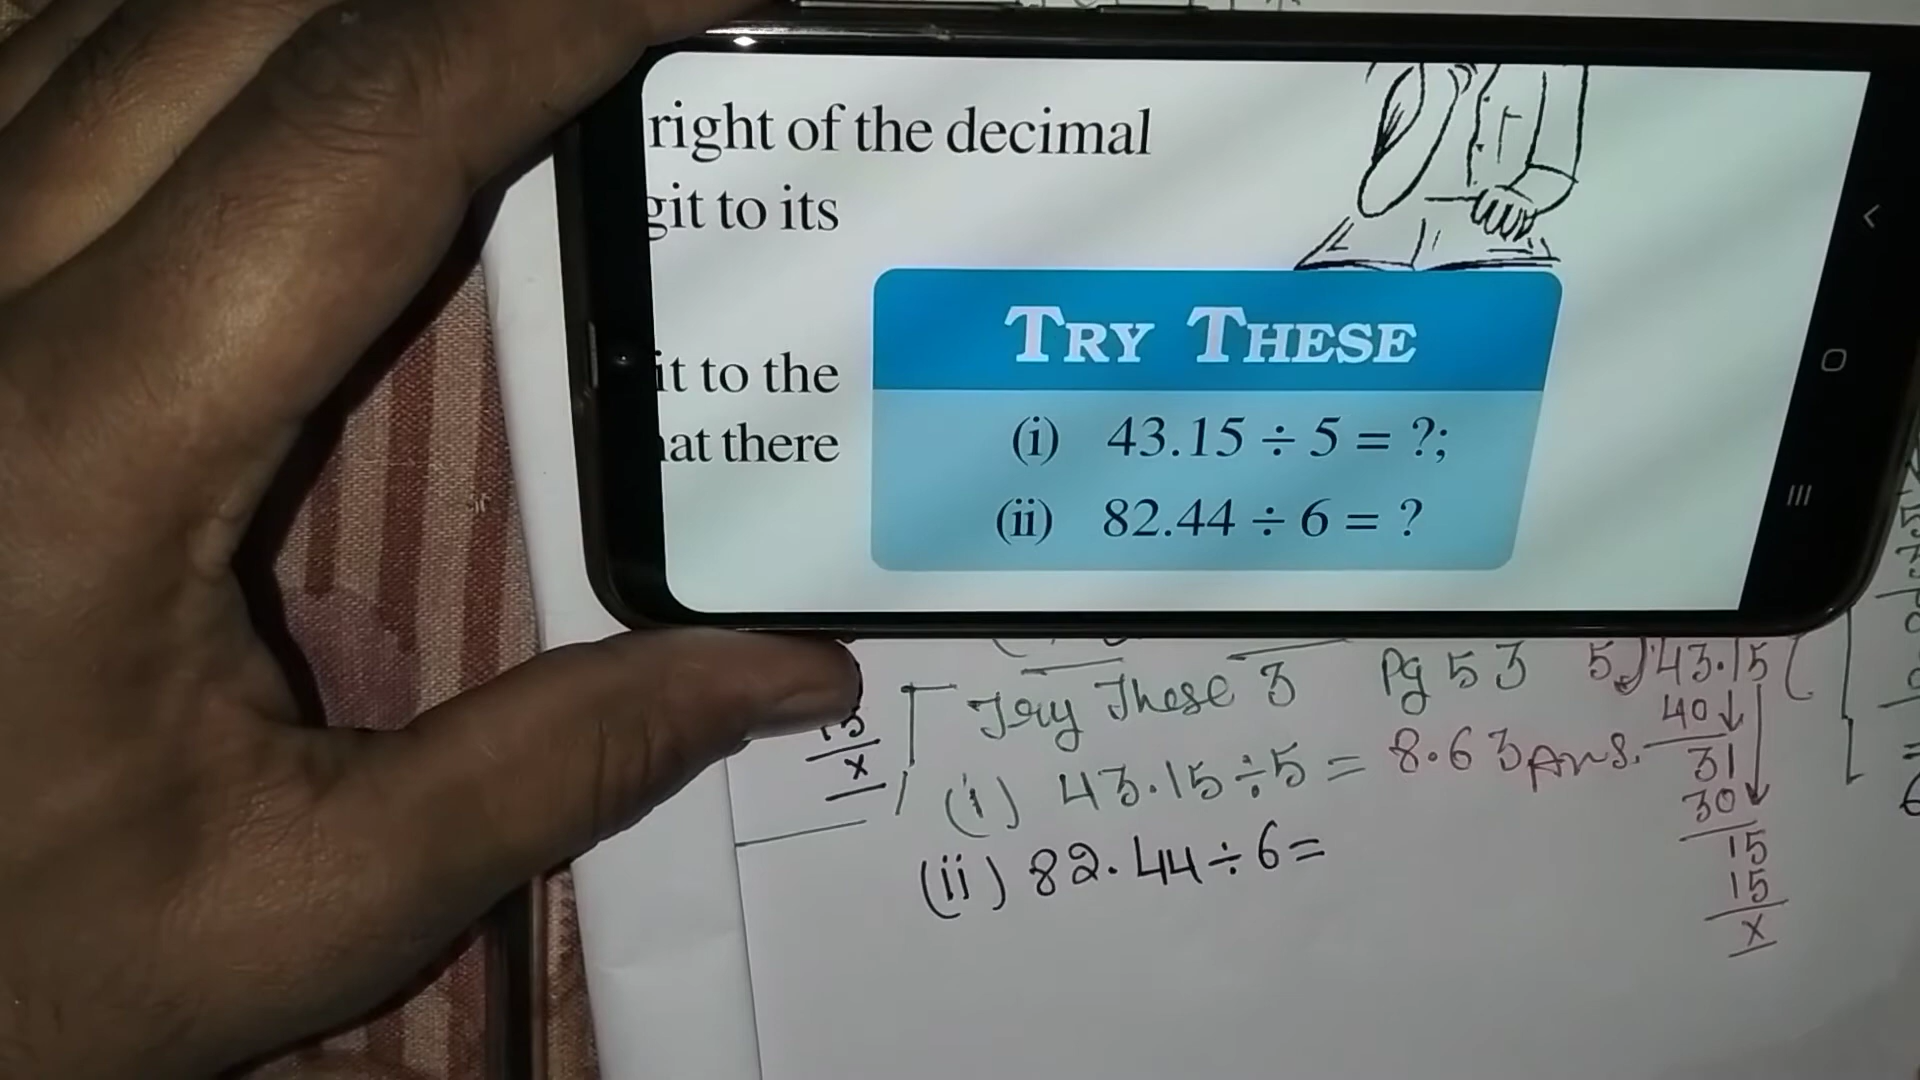 right of the decimal
git to its
it to the
at there
TRY THESE
(i) 43.15 ÷ 5 = ?;
(ii) 82.44 ÷ 6 = ?
Try These 3 Pg 53
(i) 43.15÷5 = 8.63 Ans.
(ii) 82.44÷6=
5)43.15(
40
31
30
15
15
x
15
x